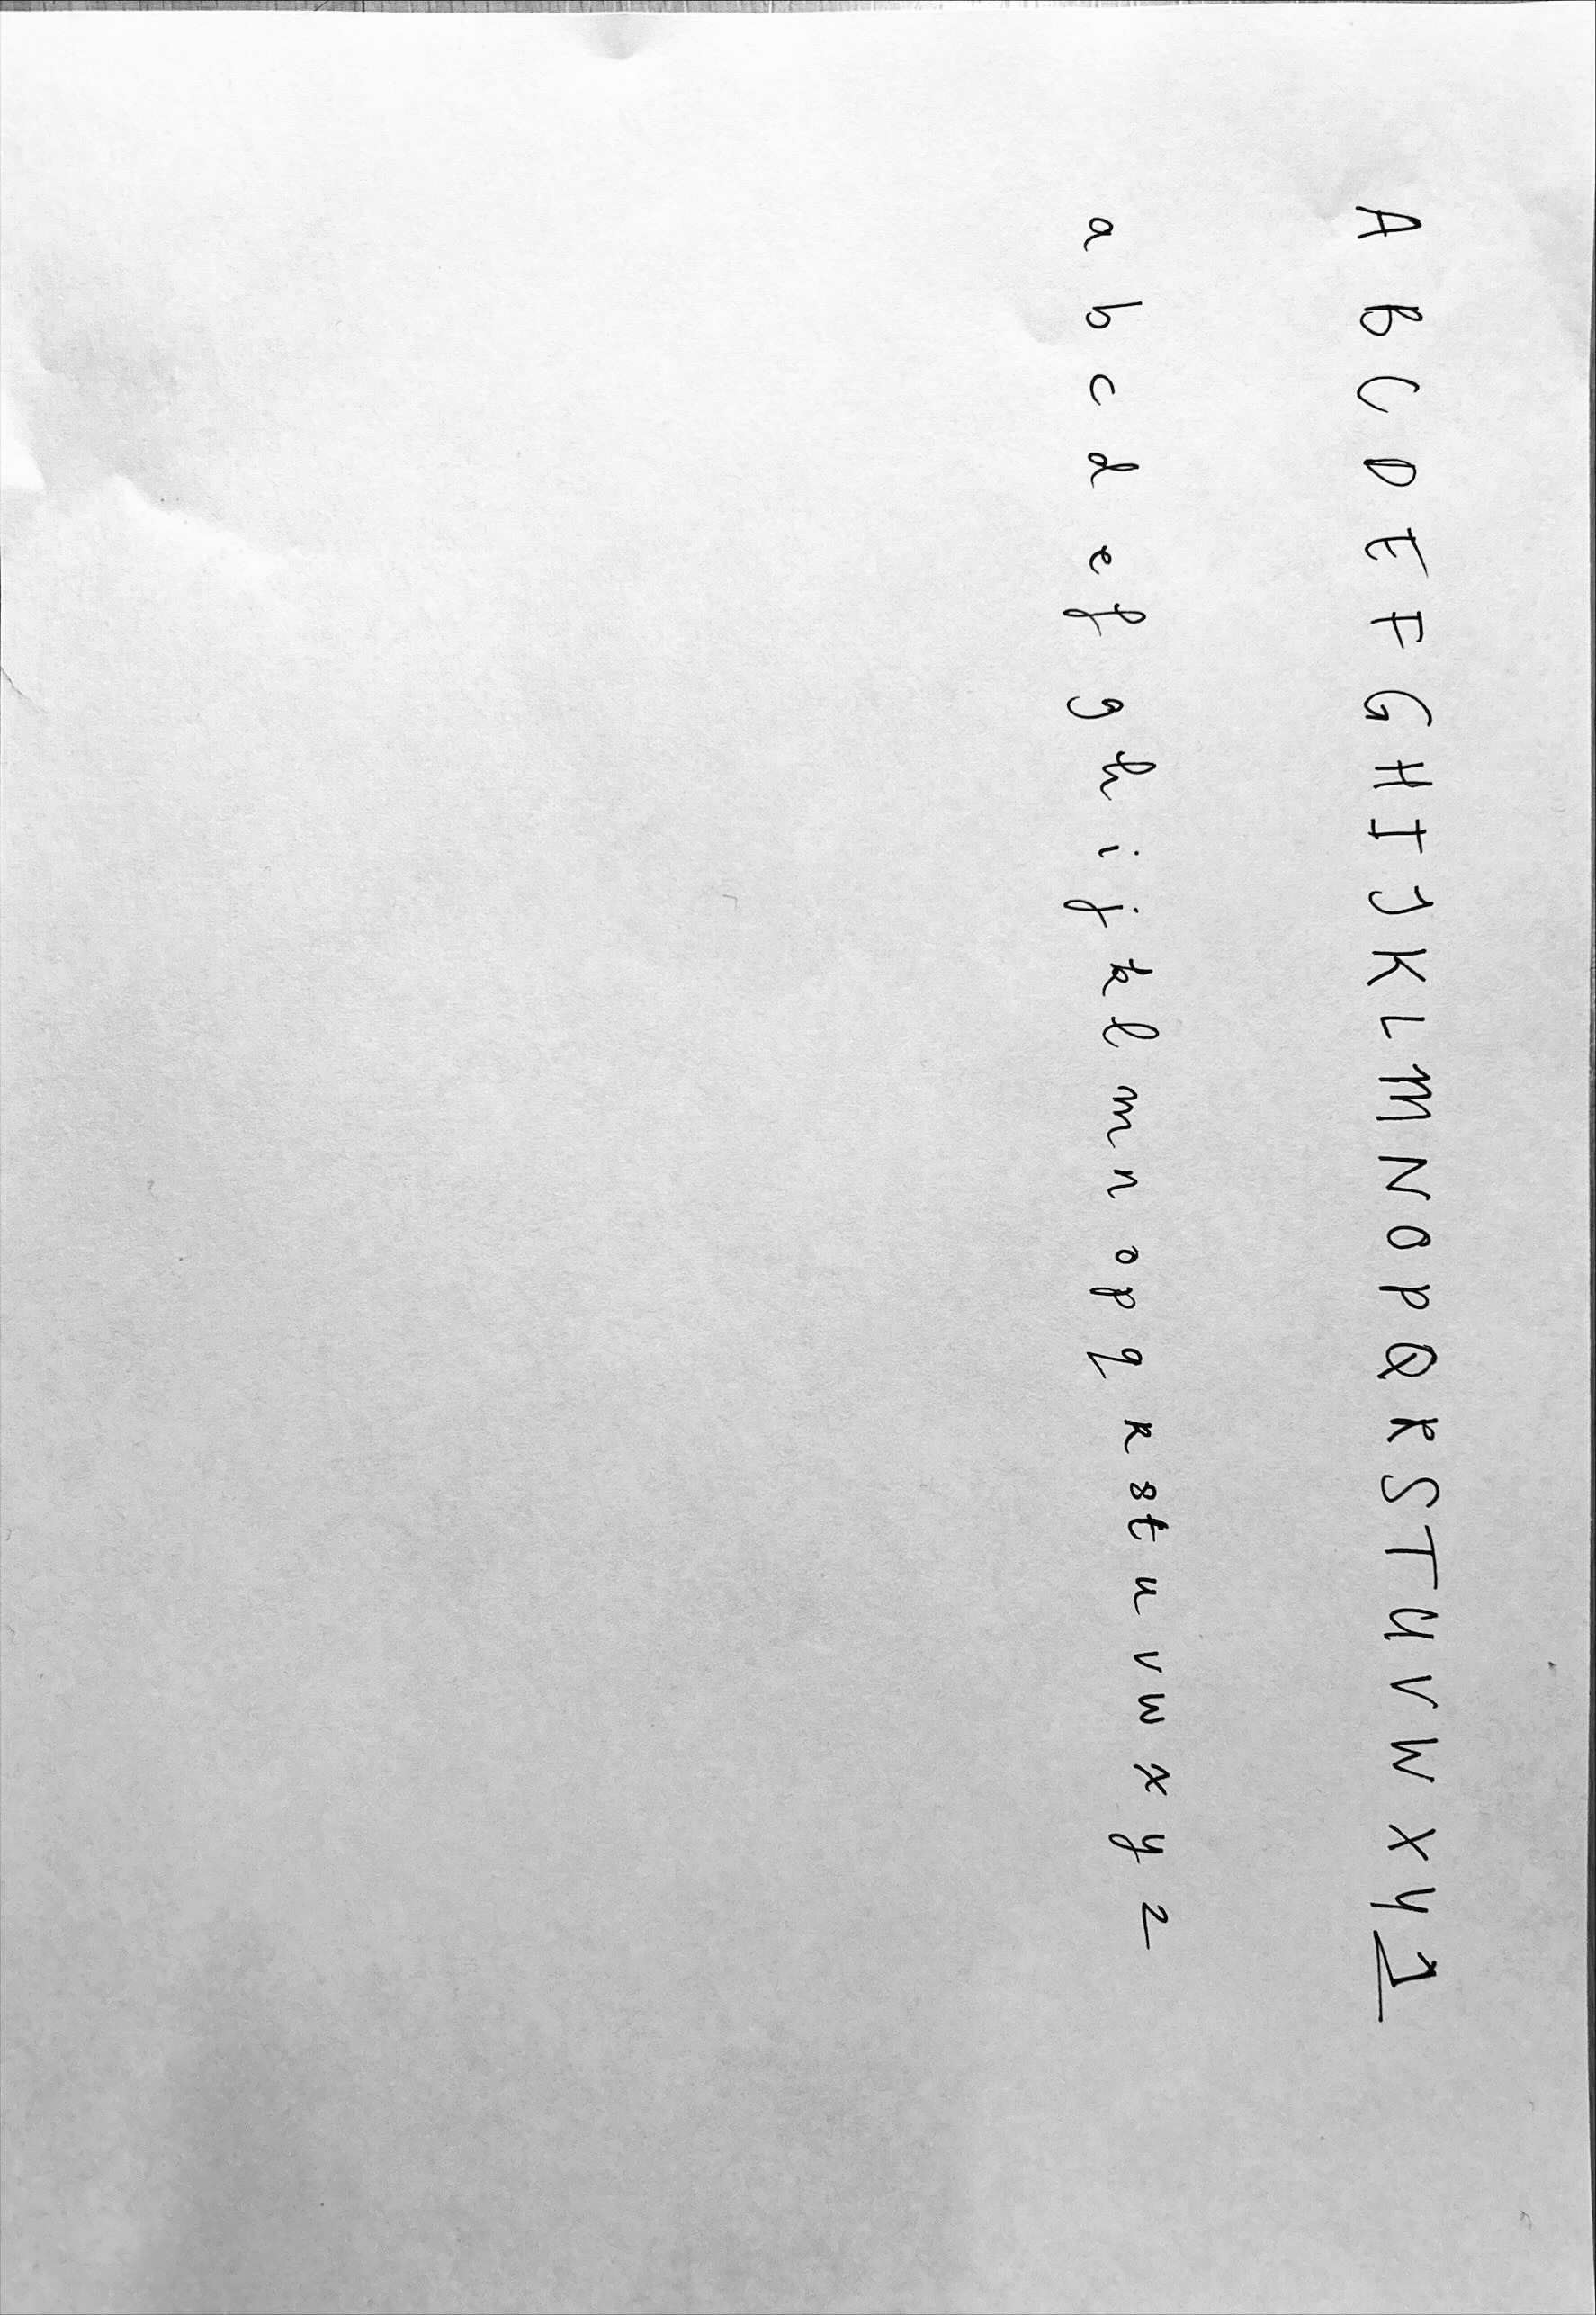 A B C D E F G H I J K L M N O P Q R S T U V W X Y Z
a b c d e f g h i j k l m n o p q r s t u v w x y z